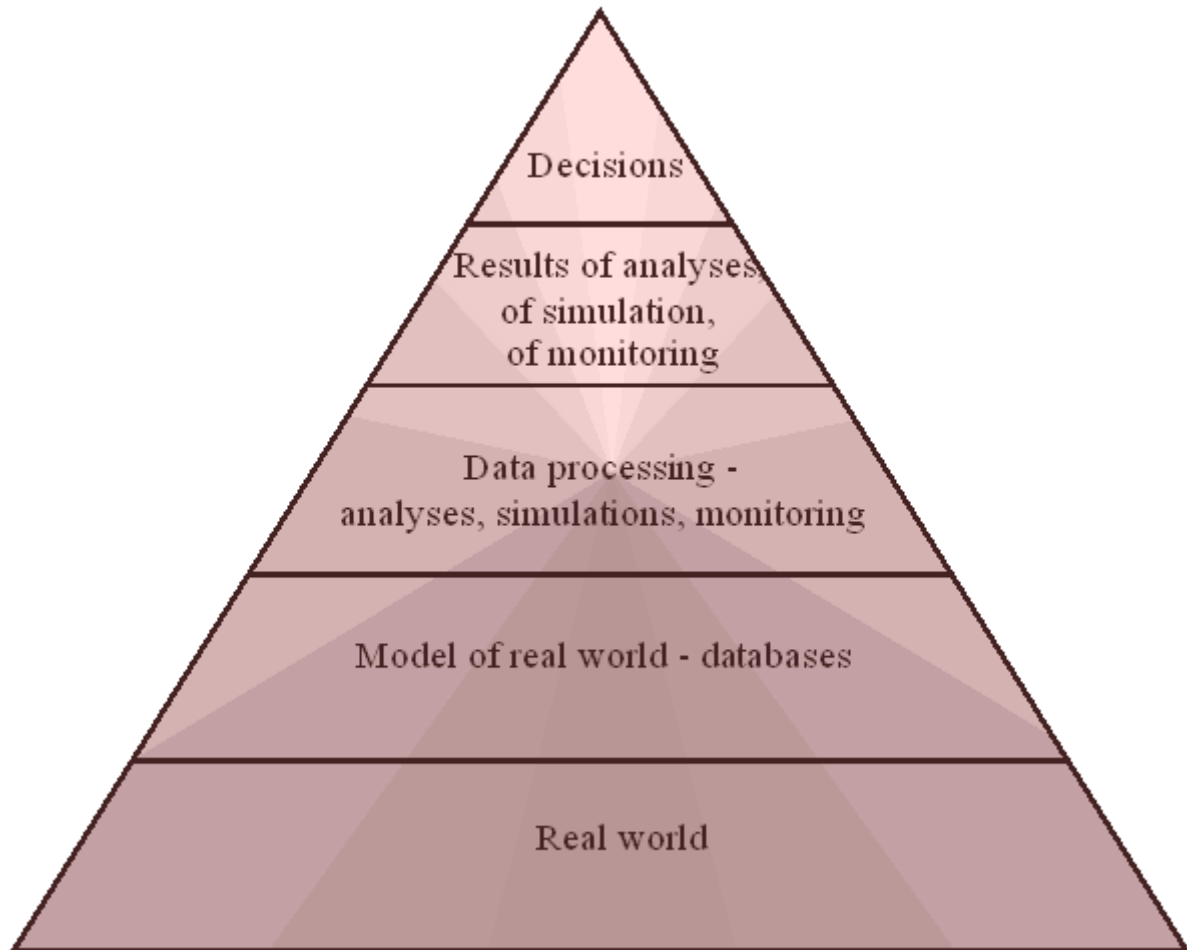 Decisions
Results of analyses,
of simulation,
of monitoring
Data processing -
analyses, simulations, monitoring
Model of real world - databases
Real world